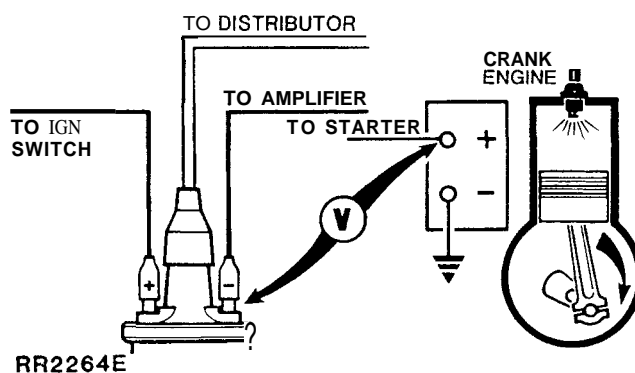 TO DISTRIBUTOR
CRANK
ENGINE
TO AMPLIFIER
TO IGN
SWITCH
TO STARTER
+
-
V
+
-
RR2264E